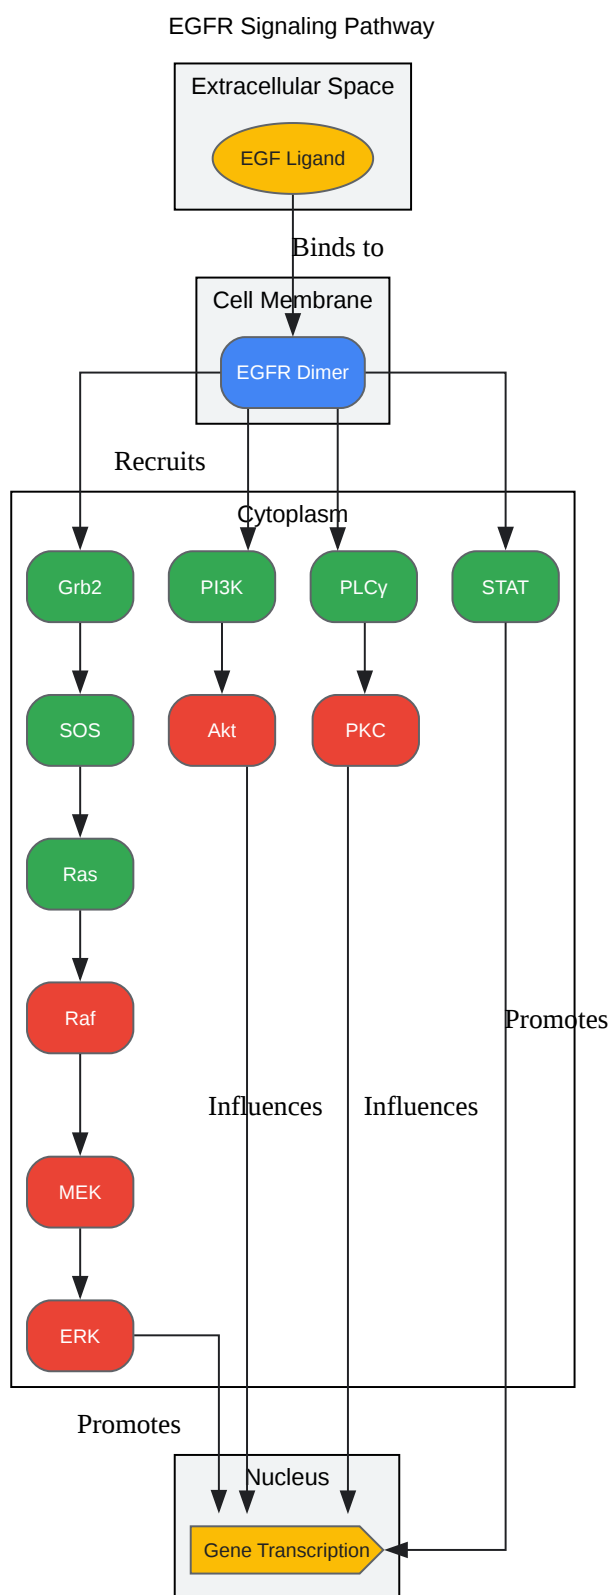 EGFR Signaling Pathway
Extracellular Space
EGF Ligand
Binds to
Cell Membrane
EGFR Dimer
Recruits
Cytoplasm
Grb2
PI3K
PLCγ
STAT
SOS
Akt
PKC
Ras
Raf
Promotes
Influences
Influences
MEK
ERK
Promotes
Nucleus
Gene Transcription